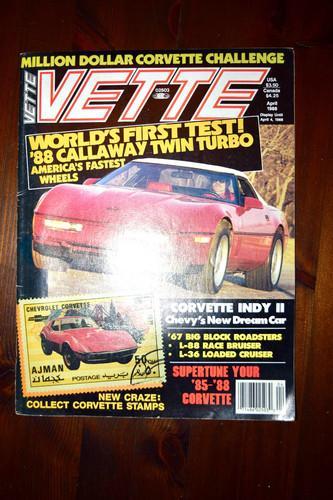 MILLION DOLLAR CORVETTE CHALLENGE
VETTE
VETTE
02503
USA
$3.50
Canada
$4.25
April
1988
Display Until
April 4, 1988
WORLD'S FIRST TEST!
'88 CALLAWAY TWIN TURBO
AMERICA'S FASTEST
WHEELS
CORVETTE INDY II
Chevy's New Dream Car
'67 BIG BLOCK ROADSTERS
• L-88 RACE BRUISER
• L-36 LOADED CRUISER
CHEVROLET CORVETTE
AJMAN
عجمان
POSTAGE بريد
NEW CRAZE:
COLLECT CORVETTE STAMPS
SUPERTUNE YOUR
'85-'88
CORVETTE